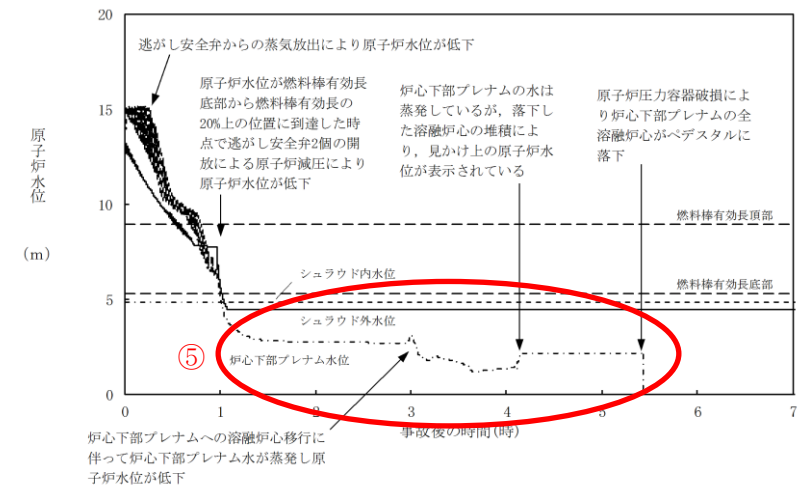 20
逃がし安全弁からの蒸気放出により原子炉水位が低下
原子炉水位が燃料棒有効長
底部から燃料棒有効長の
20%上の位置に到達した時
点で逃がし安全弁2個の開
放による原子炉減圧により
原子炉水位が低下
炉心下部プレナムの水は
蒸発しているが，落下し
た溶融炉心の堆積によ
り，見かけ上の原子炉水
位が表示されている
原子炉圧力容器破損によ
り炉心下部プレナムの全
溶融炉心がペデスタルに
落下
15
原子炉水位
(m)
10
燃料棒有効長頂部
シュラウド内水位
燃料棒有効長底部
5
シュラウド外水位
⑤
炉心下部プレナム水位
0
0 1 2 3 4 5 6 7
事故後の時間(時)
炉心下部プレナムへの溶融炉心移行に
伴って炉心下部プレナム水が蒸発し原
子炉水位が低下